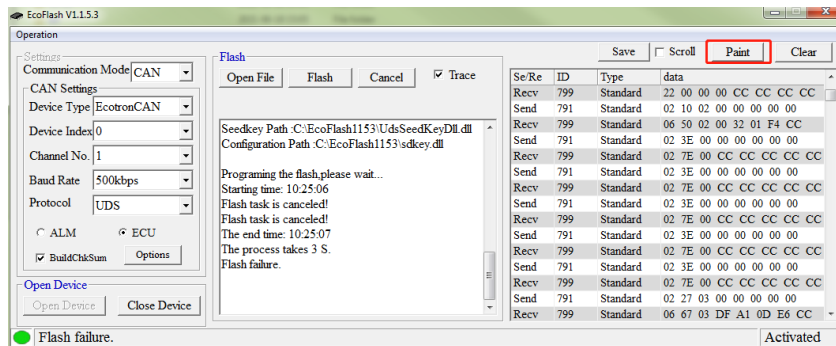 EcoFlash V1.1.5.3
Operation
Settings
Communication Mode CAN
CAN Settings
Device Type EcotronCAN
Device Index 0
Channel No. 1
Baud Rate 500kbps
Protocol UDS
ALM ECU
BuildChkSum Options
Open Device
Open Device Close Device
Flash
Open File Flash Cancel Trace
Seedkey Path :C:\EcoFlash1153\UdsSeedKeyDll.dll
Configuration Path :C:\EcoFlash1153\sdkey.dll
Programing the flash,please wait...
Starting time: 10:25:06
Flash task is canceled!
Flash task is canceled!
The end time: 10:25:07
The process takes 3 S.
Flash failure.
Save Scroll Paint Clear
Se/Re ID Type data
Recv 799 Standard 22 00 00 00 CC CC CC CC
Send 791 Standard 02 10 02 00 00 00 00 00
Recv 799 Standard 06 50 02 00 32 01 F4 CC
Send 791 Standard 02 3E 00 00 00 00 00 00
Recv 799 Standard 02 7E 00 CC CC CC CC CC
Send 791 Standard 02 3E 00 00 00 00 00 00
Recv 799 Standard 02 7E 00 CC CC CC CC CC
Send 791 Standard 02 3E 00 00 00 00 00 00
Recv 799 Standard 02 7E 00 CC CC CC CC CC
Send 791 Standard 02 3E 00 00 00 00 00 00
Recv 799 Standard 02 7E 00 CC CC CC CC CC
Send 791 Standard 02 3E 00 00 00 00 00 00
Recv 799 Standard 02 7E 00 CC CC CC CC CC
Send 791 Standard 02 27 03 00 00 00 00 00
Recv 799 Standard 06 67 03 DF A1 0D E6 CC
Flash failure. Activated